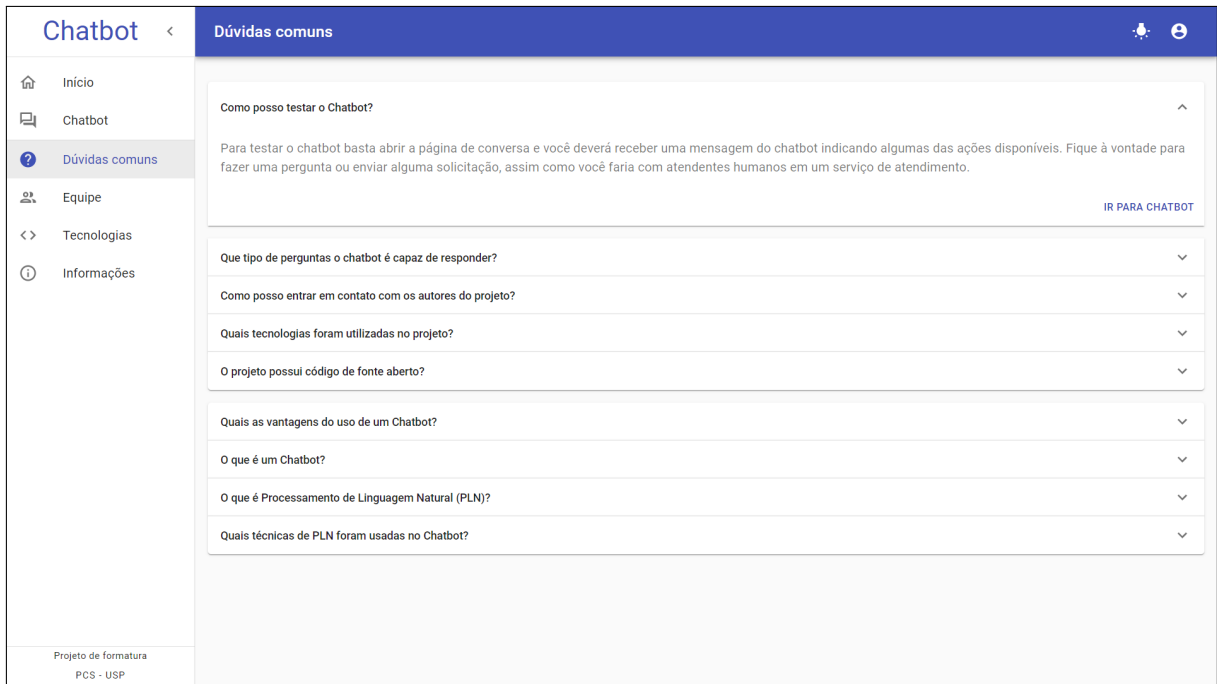 Chatbot
Dúvidas comuns
Início
Chatbot
Dúvidas comuns
Equipe
Tecnologias
Informações
Projeto de formatura
PCS - USP
Como posso testar o Chatbot?
Para testar o chatbot basta abrir a página de conversa e você deverá receber uma mensagem do chatbot indicando algumas das ações disponíveis. Fique à vontade para
fazer uma pergunta ou enviar alguma solicitação, assim como você faria com atendentes humanos em um serviço de atendimento.
IR PARA CHATBOT
Que tipo de perguntas o chatbot é capaz de responder?
Como posso entrar em contato com os autores do projeto?
Quais tecnologias foram utilizadas no projeto?
O projeto possui código de fonte aberto?
Quais as vantagens do uso de um Chatbot?
O que é um Chatbot?
O que é Processamento de Linguagem Natural (PLN)?
Quais técnicas de PLN foram usadas no Chatbot?